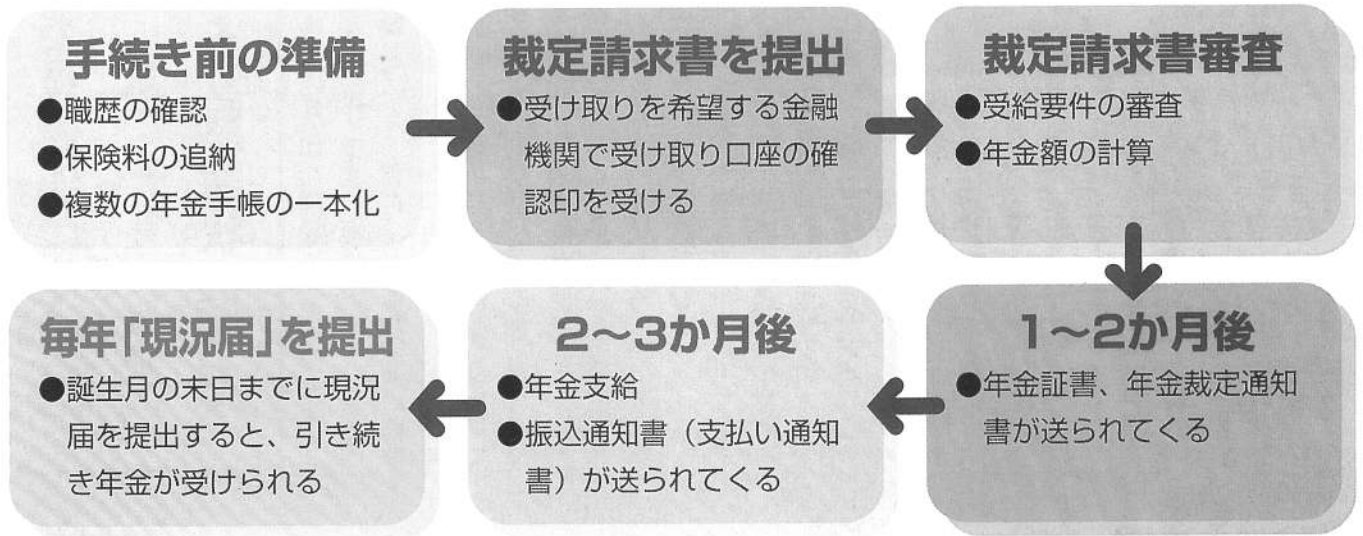 手続き前の準備
●職歴の確認
●保険料の追納
●複数の年金手帳の一本化
裁定請求書を提出
●受け取りを希望する金融
機関で受け取り口座の確
認印を受ける
裁定請求書審査
●受給要件の審査
●年金額の計算
1〜2か月後
●年金証書、年金裁定通知
書が送られてくる
2〜3か月後
●年金支給
●振込通知書（支払い通知
書）が送られてくる
毎年「現況届」を提出
●誕生月の末日までに現況
届を提出すると、引き続
き年金が受けられる